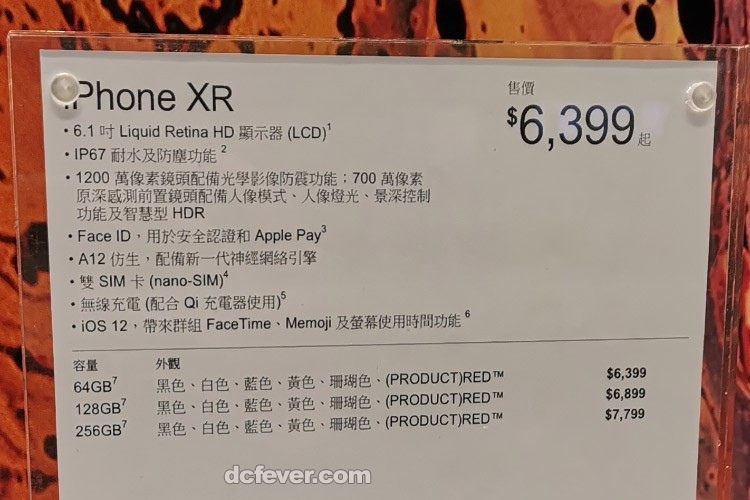 iPhone XR
售價
$6,399起
• 6.1 吋 Liquid Retina HD 顯示器 (LCD)1
• IP67 耐水及防塵功能 2
• 1200 萬像素鏡頭配備光學影像防震功能；700 萬像素
原深感測前置鏡頭配備人像模式、人像燈光、景深控制
功能及智慧型 HDR
• Face ID，用於安全認證和 Apple Pay3
• A12 仿生，配備新一代神經網絡引擎
• 雙 SIM 卡 (nano-SIM)4
• 無線充電 (配合 Qi 充電器使用)5
• iOS 12，帶來群組 FaceTime、Memoji 及螢幕使用時間功能 6
容量 外觀
64GB7 黑色、白色、藍色、黃色、珊瑚色、(PRODUCT)RED™ $6,399
128GB7 黑色、白色、藍色、黃色、珊瑚色、(PRODUCT)RED™ $6,899
256GB7 黑色、白色、藍色、黃色、珊瑚色、(PRODUCT)RED™ $7,799
dcfever.com